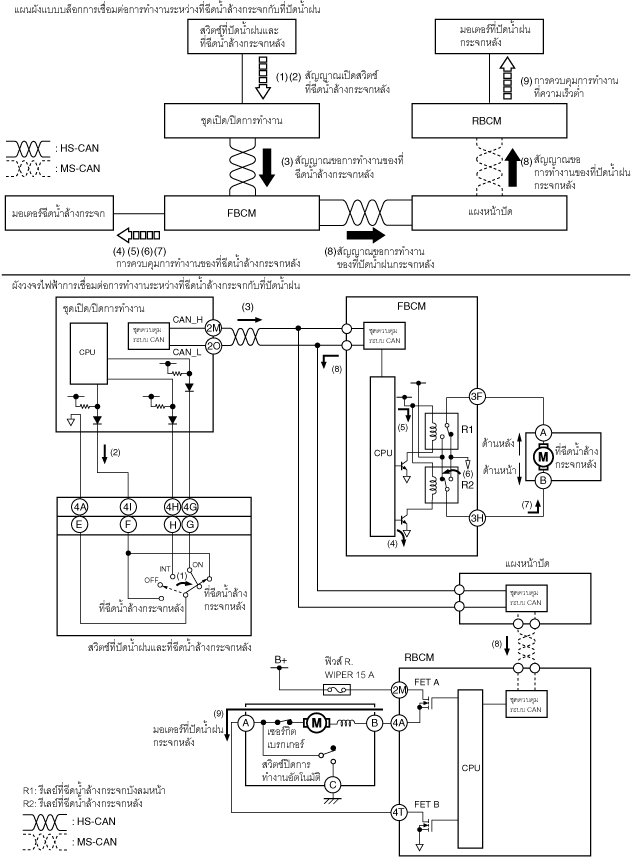 แผนผังแบบบล็อกการเชื่อมต่อการทำงานระหว่างที่ฉีดน้ำล้างกระจกกับที่ปัดน้ำฝน
สวิตช์ที่ปัดน้ำฝนและ
ที่ฉีดน้ำล้างกระจกหลัง
มอเตอร์ที่ปัดน้ำฝน
กระจกหลัง
(1)(2) สัญญาณเปิดสวิตช์
ที่ฉีดน้ำล้างกระจกหลัง
(9) การควบคุมการทำงาน
ที่ความเร็วต่ำ
ชุดเปิด/ปิดการทำงาน
RBCM
: HS-CAN
: MS-CAN
(3) สัญญาณขอการทำงานของที่
ฉีดน้ำล้างกระจกหลัง
(8) สัญญาณขอ
การทำงานของที่ปัดน้ำฝน
กระจกหลัง
มอเตอร์ฉีดน้ำล้างกระจก
FBCM
แผงหน้าปัด
(4) (5) (6) (7)
การควบคุมการทำงานของที่ฉีดน้ำล้างกระจกหลัง
(8)สัญญาณขอการทำงาน
ของที่ปัดน้ำฝนกระจกหลัง
ผังวงจรไฟฟ้าการเชื่อมต่อการทำงานระหว่างที่ฉีดน้ำล้างกระจกกับที่ปัดน้ำฝน
ชุดเปิด/ปิดการทำงาน
CAN_H
2M
(3)
CPU
ชุดควบคุม
ระบบ CAN
CAN_L
2O
FBCM
ชุดควบคุม
ระบบ CAN
(8)
(2)
(5)
R1
3F
CPU
(6)
R2
A
ด้านหลัง
M
ที่ฉีดน้ำล้าง
กระจกหลัง
ด้านหน้า
B
(7)
(4)
3H
4A
4I
4H
4G
E
F
H
G
INT
ON
(1)
OFF
ที่ฉีดน้ำล้างกระจกหลัง
ที่ฉีดน้ำล้าง
กระจกหลัง
สวิตช์ที่ปัดน้ำฝนและที่ฉีดน้ำล้างกระจกหลัง
แผงหน้าปัด
ชุดควบคุม
ระบบ CAN
(8)
B+
ฟิวส์ R.
WIPER 15 A
RBCM
2M
FET A
ชุดควบคุม
ระบบ CAN
(9)
มอเตอร์ที่ปัดน้ำฝน
กระจกหลัง
A
เซอร์กิต
เบรกเกอร์
M
B
4A
สวิตช์ปิดการ
ทำงานอัตโนมัติ
C
CPU
4T
FET B
R1: รีเลย์ที่ฉีดน้ำล้างกระจกบังลมหน้า
R2: รีเลย์ที่ฉีดน้ำล้างกระจกหลัง
: HS-CAN
: MS-CAN